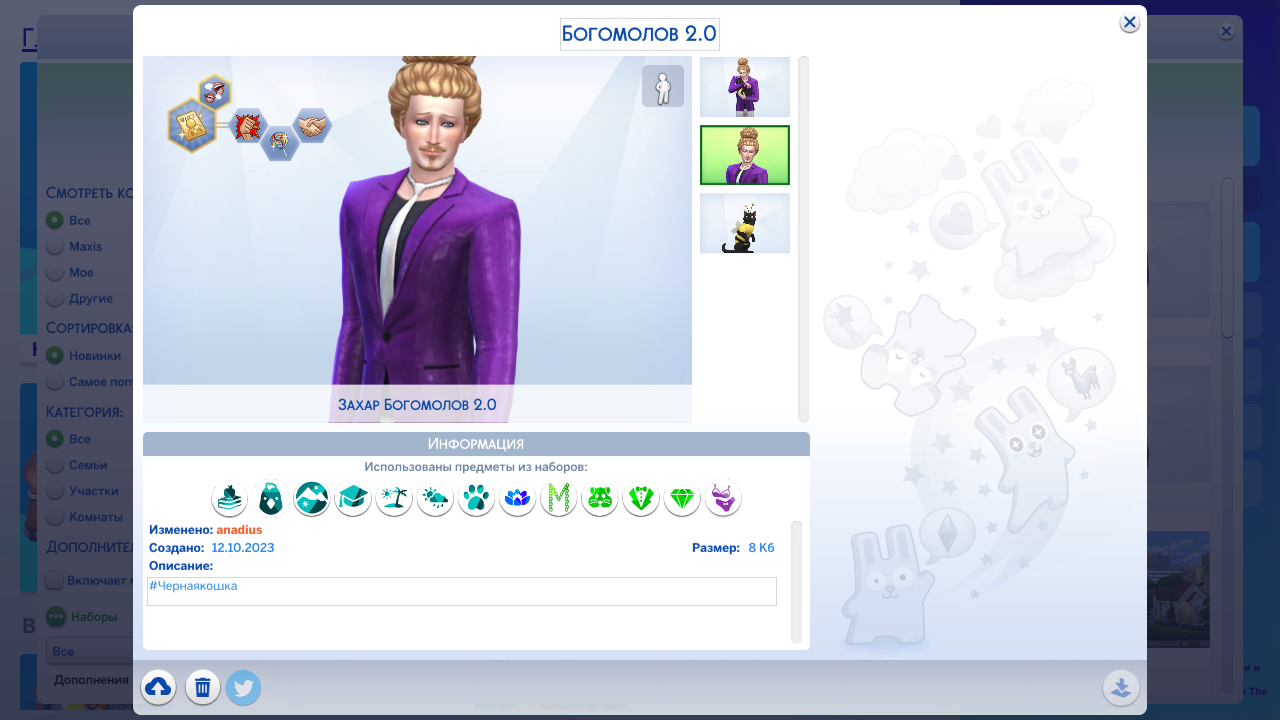 Богомолов 2.0
Смотреть ко
Все
Maxis
Мое
Другие
Сортировка:
Новинки
Самое поп
Категория:
Все
Семьи
Участки
Комнаты
Дополнител
Включает м
Наборы
Все
Дополнения
Захар Богомолов 2.0
Информация
Использованы предметы из наборов:
Изменено: anadius
Создано: 12.10.2023
Размер: 8 Кб
Описание:
#Чернаякошка